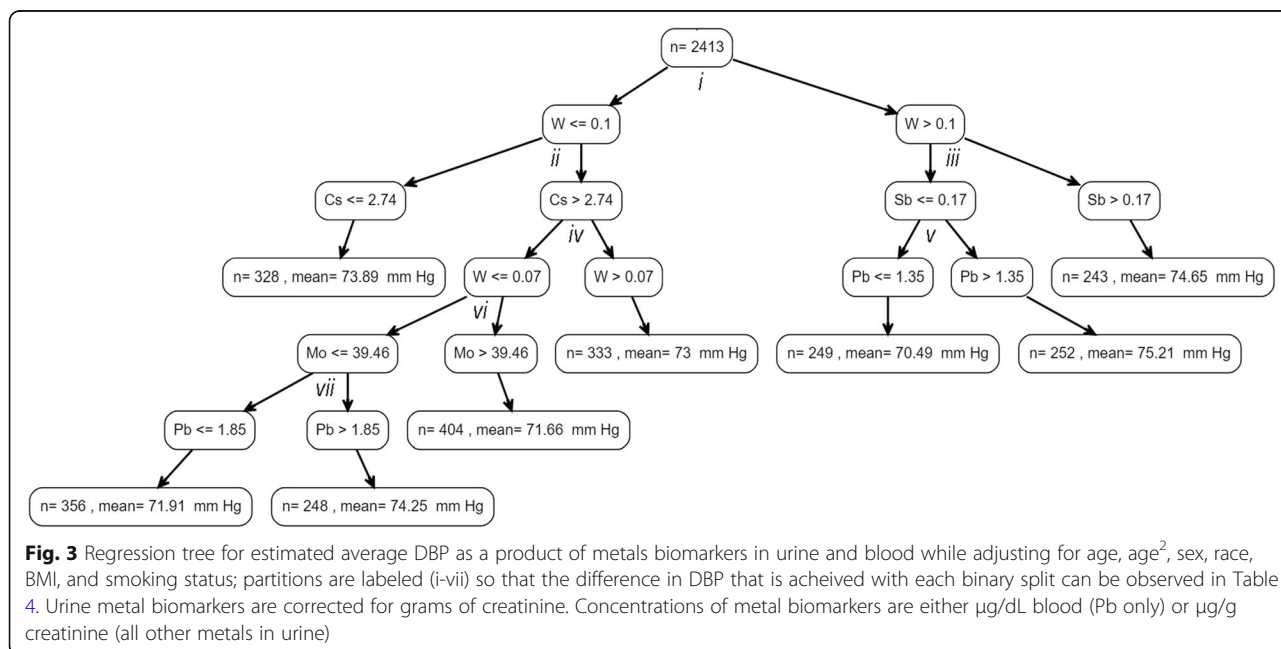 n= 2413
i
W <= 0.1
W > 0.1
ii
iii
Cs <= 2.74
Cs > 2.74
Sb <= 0.17
Sb > 0.17
iv
v
n= 328 , mean= 73.89 mm Hg
W <= 0.07
W > 0.07
Pb <= 1.35
Pb > 1.35
n= 243 , mean= 74.65 mm Hg
vi
Mo <= 39.46
Mo > 39.46
n= 333 , mean= 73 mm Hg
n= 249 , mean= 70.49 mm Hg
n= 252 , mean= 75.21 mm Hg
vii
Pb <= 1.85
Pb > 1.85
n= 404 , mean= 71.66 mm Hg
n= 356 , mean= 71.91 mm Hg
n= 248 , mean= 74.25 mm Hg
Fig. 3 Regression tree for estimated average DBP as a product of metals biomarkers in urine and blood while adjusting for age, age², sex, race,
BMI, and smoking status; partitions are labeled (i-vii) so that the difference in DBP that is acheived with each binary split can be observed in Table
4. Urine metal biomarkers are corrected for grams of creatinine. Concentrations of metal biomarkers are either µg/dL blood (Pb only) or µg/g
creatinine (all other metals in urine)